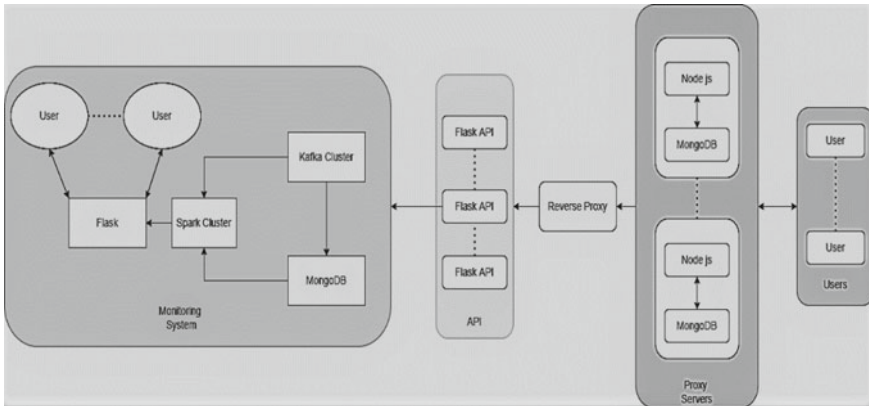 User
User
Kafka Cluster
Flask
Spark Cluster
MongoDB
Monitoring
System
Flask API
Flask API
Flask API
API
Reverse Proxy
Node js
MongoDB
Node js
MongoDB
Proxy
Servers
User
User
Users